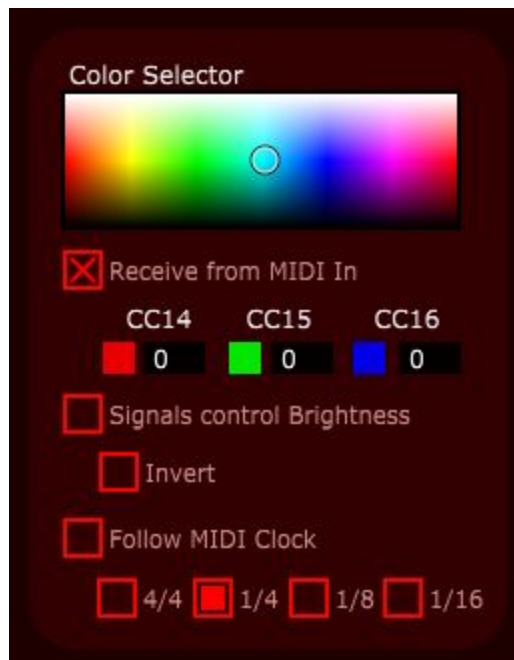 Color Selector
Receive from MIDI In
CC14 CC15 CC16
0 0 0
Signals control Brightness
Invert
Follow MIDI Clock
4/4 1/4 1/8 1/16